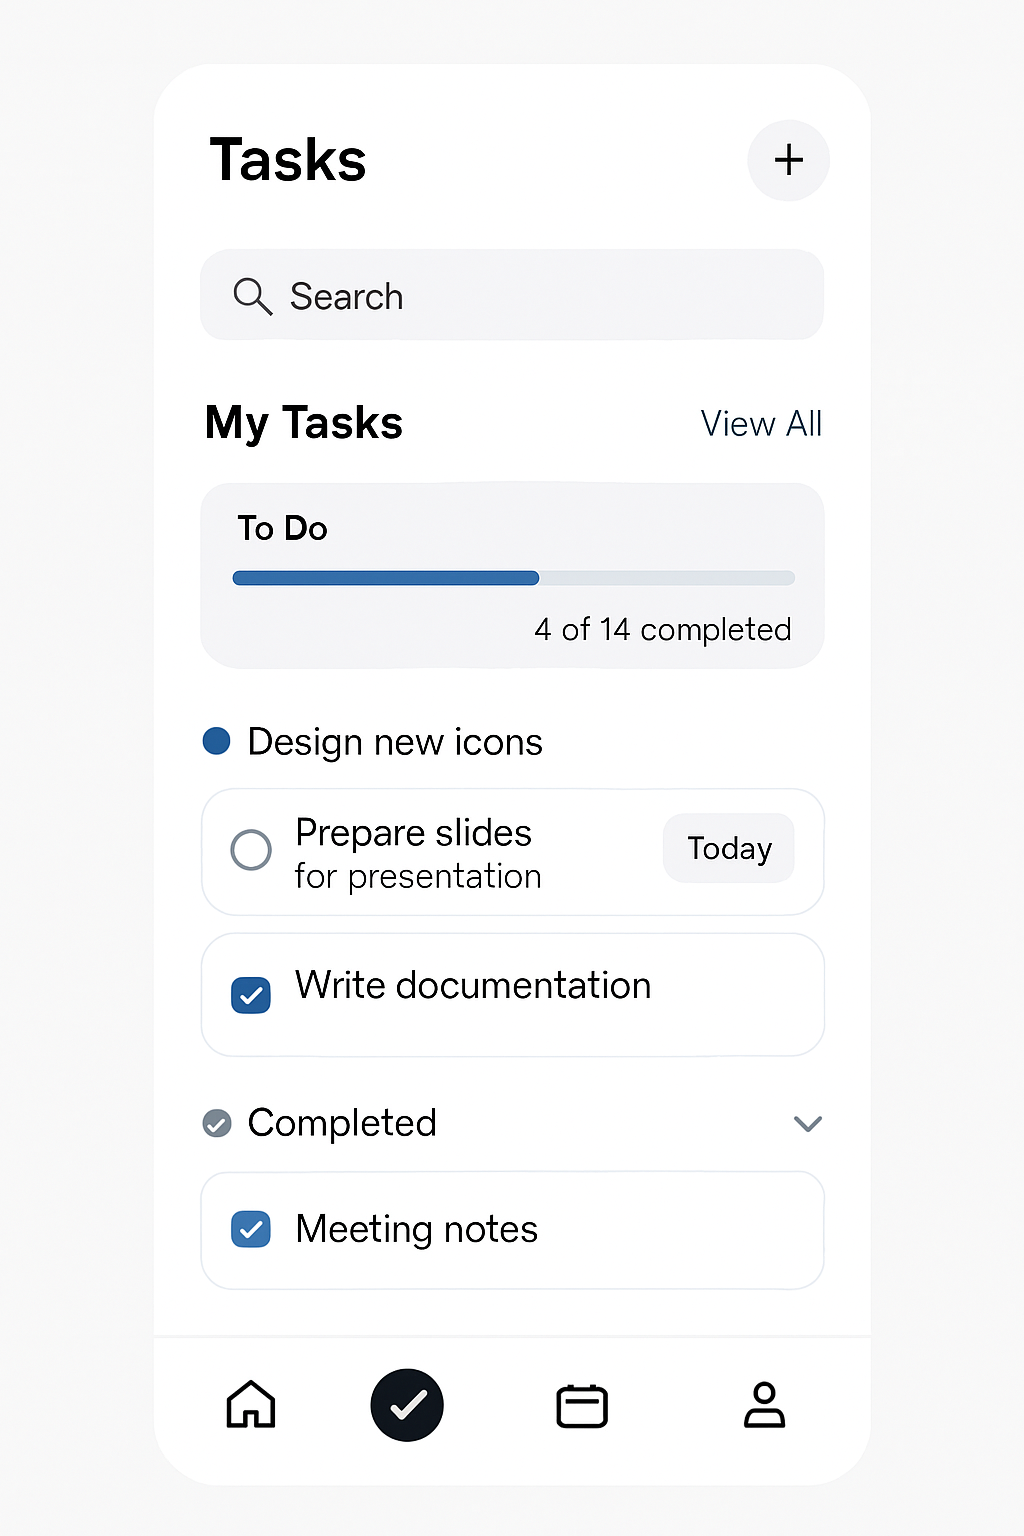 Tasks
Search
My Tasks
View All
To Do
4 of 14 completed
Design new icons
Prepare slides
for presentation
Today
Write documentation
Completed
Meeting notes